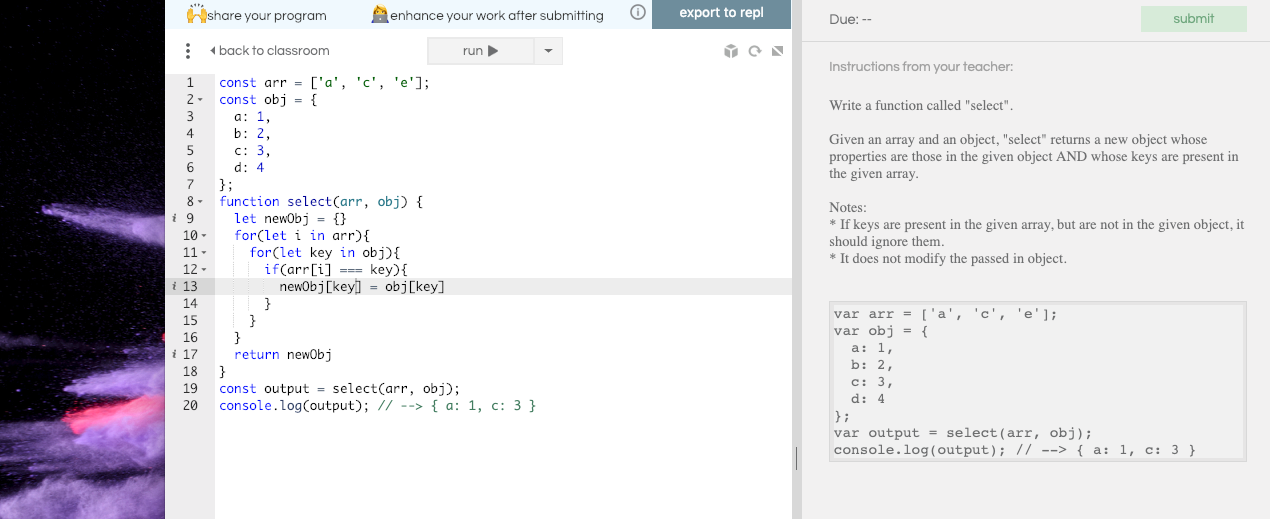 share your program
enhance your work after submitting
export to repl
Due: --
submit
back to classroom
run
Instructions from your teacher:
1 const arr = ['a', 'c', 'e'];
2 const obj = {
3   a: 1,
4   b: 2,
5   c: 3,
6   d: 4
7 };
8 function select(arr, obj) {
i 9   let newObj = {}
10   for(let i in arr){
11     for(let key in obj){
12       if(arr[i] === key){
i 13         newObj[key] = obj[key]
14       }
15     }
16   }
i 17   return newObj
18 }
19 const output = select(arr, obj);
20 console.log(output); // --> { a: 1, c: 3 }
Write a function called "select".
Given an array and an object, "select" returns a new object whose
properties are those in the given object AND whose keys are present in
the given array.
Notes:
* If keys are present in the given array, but are not in the given object, it
should ignore them.
* It does not modify the passed in object.
var arr = ['a', 'c', 'e'];
var obj = {
  a: 1,
  b: 2,
  c: 3,
  d: 4
};
var output = select(arr, obj);
console.log(output); // --> { a: 1, c: 3 }